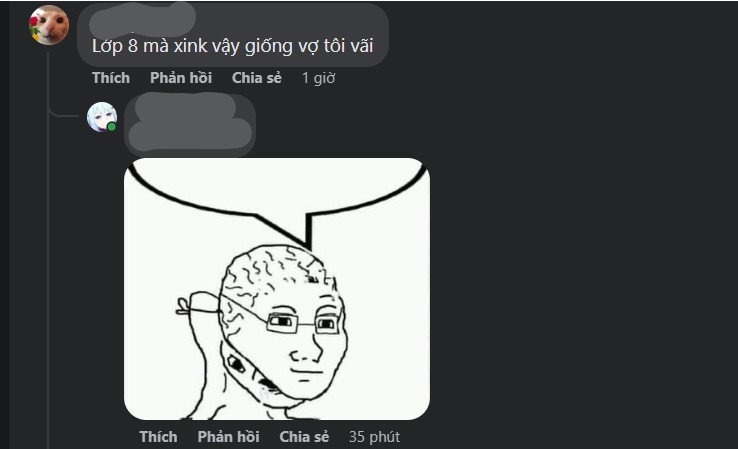 Lớp 8 mà xink vậy giống vợ tôi vãi
Thích Phản hồi Chia sẻ 1 giờ
Thích Phản hồi Chia sẻ 35 phút